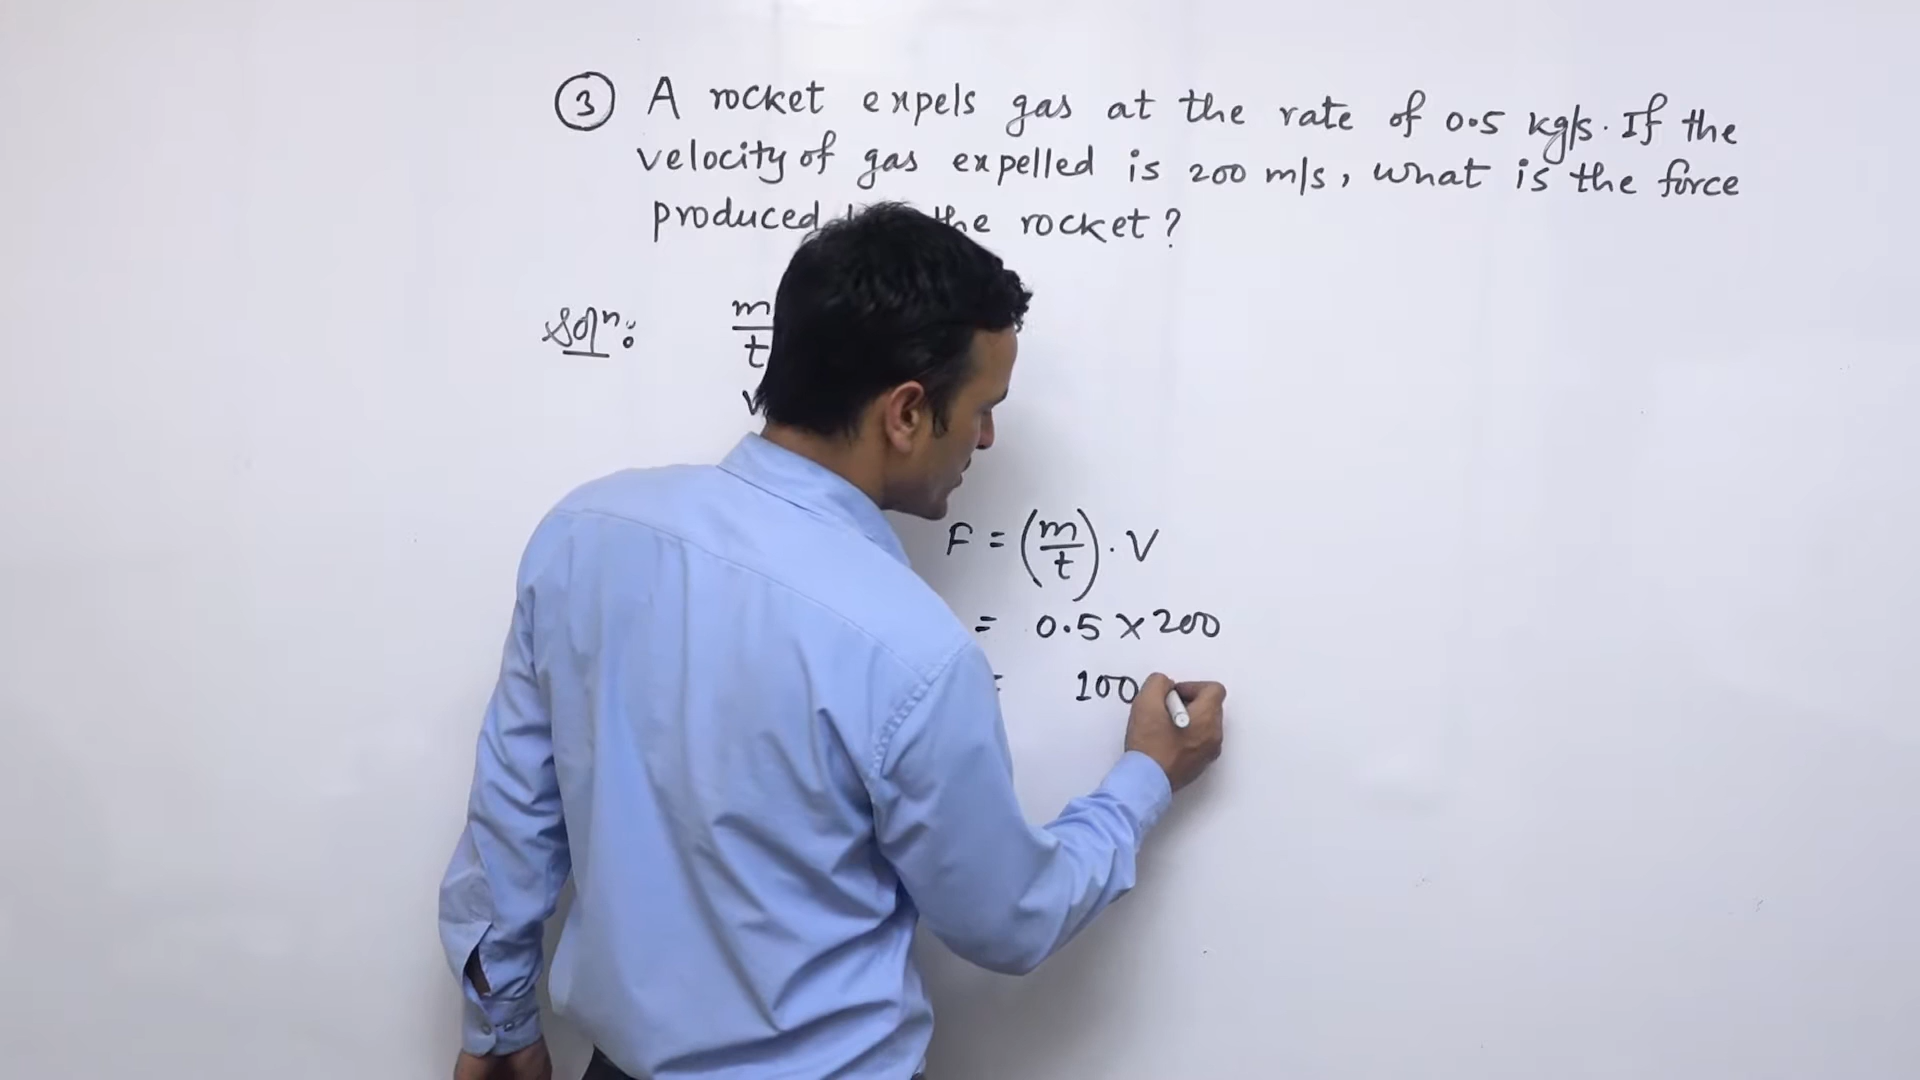 ③ A rocket expels gas at the rate of 0.5 kg/s. If the
velocity of gas expelled is 200 m/s, what is the force
produced the rocket?
Solⁿ:
m
t
F = (m/t) . V
= 0.5 × 200
= 100